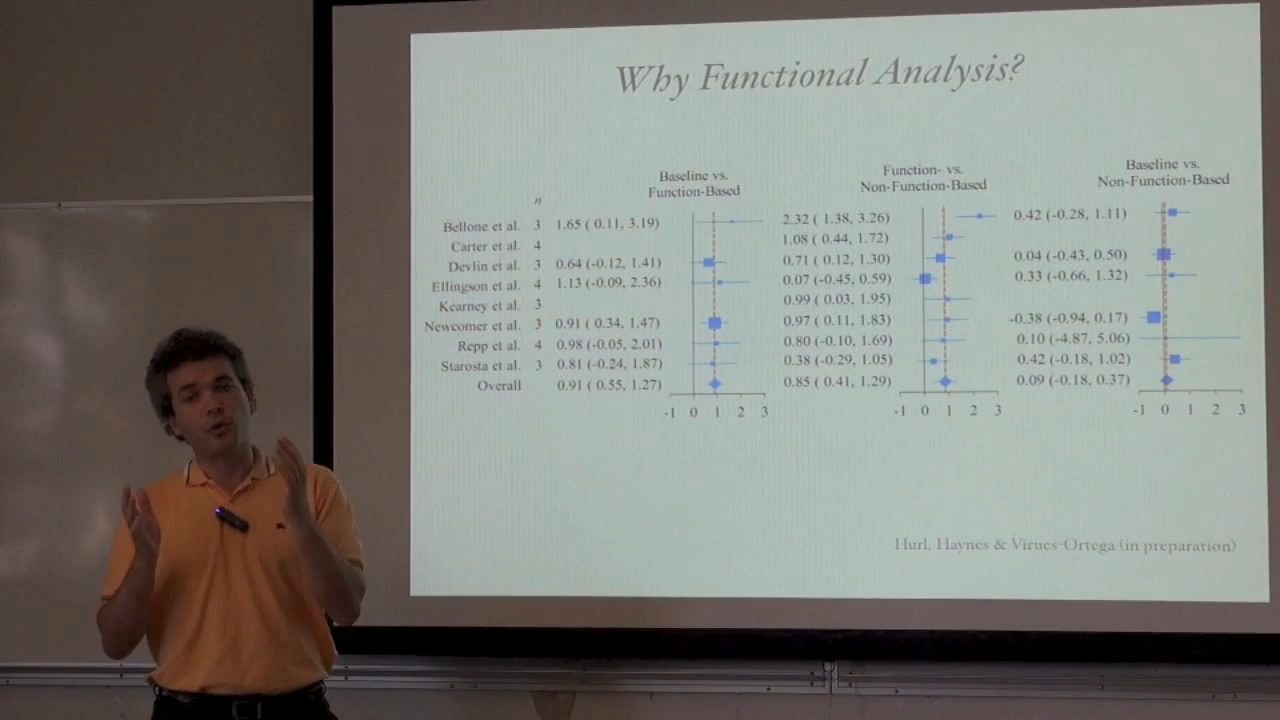 Why Functional Analysis?
Baseline vs.
Function-Based
Function- vs.
Non-Function-Based
Baseline vs.
Non-Function-Based
n
Bellone et al. 3 1.65 ( 0.11, 3.19) 2.32 ( 1.38, 3.26) 0.42 (-0.28, 1.11)
Carter et al. 4 1.08 ( 0.44, 1.72)
Devlin et al. 3 0.64 (-0.12, 1.41) 0.71 ( 0.12, 1.30) 0.04 (-0.43, 0.50)
Ellingson et al. 4 1.13 (-0.09, 2.36) 0.07 (-0.45, 0.59) 0.33 (-0.66, 1.32)
Kearney et al. 3 0.99 ( 0.03, 1.95)
Newcomer et al. 3 0.91 ( 0.34, 1.47) 0.97 ( 0.11, 1.83) -0.38 (-0.94, 0.17)
Repp et al. 4 0.98 (-0.05, 2.01) 0.80 (-0.10, 1.69) 0.10 (-4.87, 5.06)
Starosta et al. 3 0.81 (-0.24, 1.87) 0.38 (-0.29, 1.05) 0.42 (-0.18, 1.02)
Overall 0.91 (0.55, 1.27) 0.85 ( 0.41, 1.29) 0.09 (-0.18, 0.37)
-1 0 1 2 3 -1 0 1 2 3 -1 0 1 2 3
Hurl, Haynes & Virues-Ortega (in preparation)